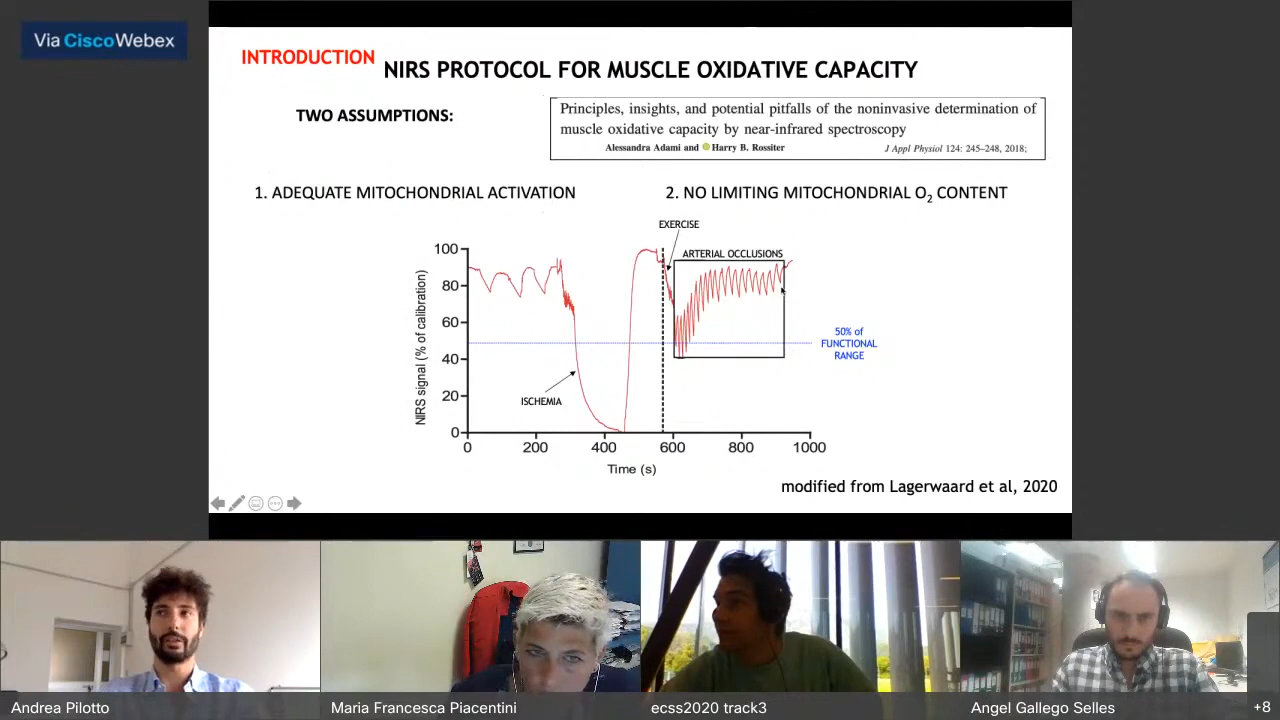 Via Cisco Webex
INTRODUCTION
NIRS PROTOCOL FOR MUSCLE OXIDATIVE CAPACITY
TWO ASSUMPTIONS:
Principles, insights, and potential pitfalls of the noninvasive determination of
muscle oxidative capacity by near-infrared spectroscopy
Alessandra Adami and Harry B. Rossiter
J Appl Physiol 124: 245–248, 2018;
1. ADEQUATE MITOCHONDRIAL ACTIVATION
2. NO LIMITING MITOCHONDRIAL O₂ CONTENT
EXERCISE
ARTERIAL OCCLUSIONS
100
80
60
40
20
0
NIRS signal (% of calibration)
50% of
FUNCTIONAL
RANGE
ISCHEMIA
0 200 400 600 800 1000
Time (s)
modified from Lagerwaard et al, 2020
Andrea Pilotto
Maria Francesca Piacentini
ecss2020 track3
Angel Gallego Selles
+8